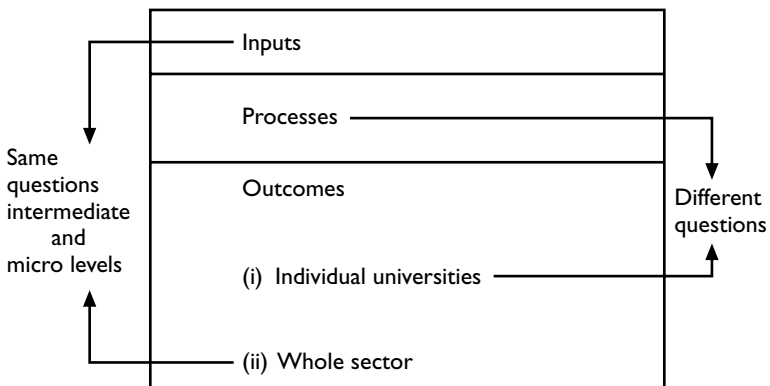 Inputs
Processes
Same
questions
intermediate
and
micro levels
Outcomes
Different
questions
(i) Individual universities
(ii) Whole sector